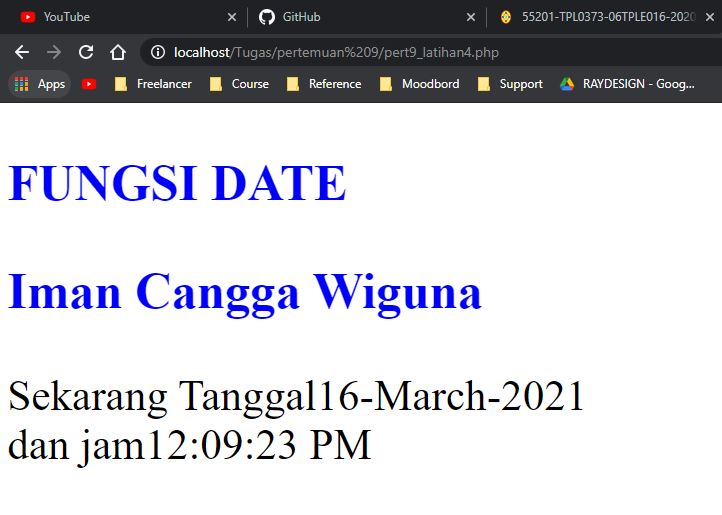 YouTube
GitHub
55201-TPL0373-06TPLE016-2020
localhost/Tugas/pertemuan%209/pert9_latihan4.php
Apps
Freelancer
Course
Reference
Moodbord
Support
RAYDESIGN - Goog...
FUNGSI DATE
Iman Cangga Wiguna
Sekarang Tanggal16-March-2021
dan jam12:09:23 PM